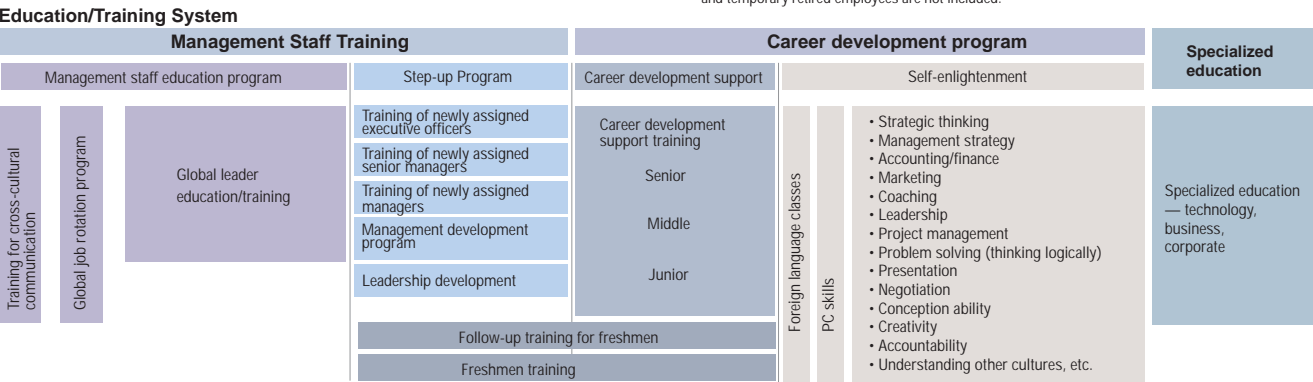 and temporary retired employees are not included.
Education/Training System
Management Staff Training
Career development program
Specialized
education
Management staff education program
Step-up Program
Career development support
Self-enlightenment
Training for cross-cultural
communication
Global job rotation program
Global leader
education/training
Training of newly assigned
executive officers
Training of newly assigned
senior managers
Training of newly assigned
managers
Management development
program
Leadership development
Career development
support training
Senior
Middle
Junior
Follow-up training for freshmen
Freshmen training
Foreign language classes
PC skills
• Strategic thinking
• Management strategy
• Accounting/finance
• Marketing
• Coaching
• Leadership
• Project management
• Problem solving (thinking logically)
• Presentation
• Negotiation
• Conception ability
• Creativity
• Accountability
• Understanding other cultures, etc.
Specialized education
— technology,
business,
corporate